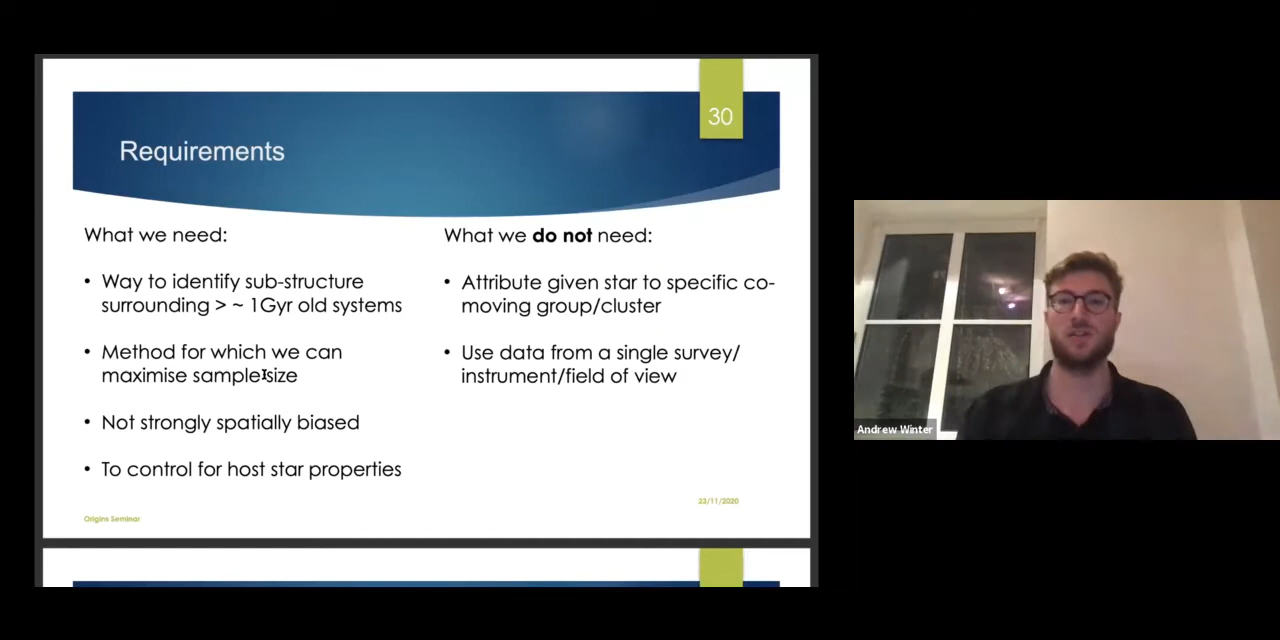 30
Requirements
What we need:
• Way to identify sub-structure
surrounding > ~ 1Gyr old systems
• Method for which we can
maximise sample size
• Not strongly spatially biased
• To control for host star properties
What we do not need:
• Attribute given star to specific co-
moving group/cluster
• Use data from a single survey/
instrument/field of view
23/11/2020
Origins Seminar
Andrew Winter